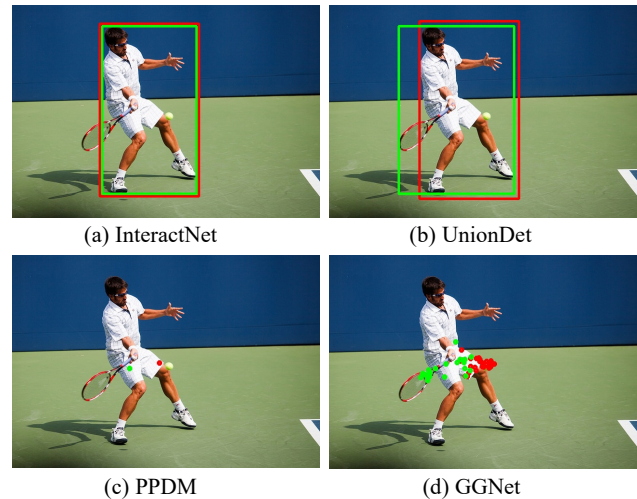 (a) InteractNet
(b) UnionDet
(c) PPDM
(d) GGNet